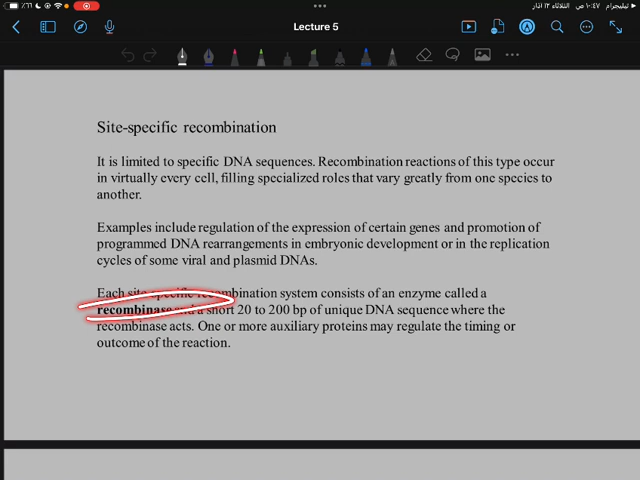 ٪٦٦ ١٠:٤٧ ص الثلاثاء ١٢ آذار تيليجرام
Lecture 5
Site-specific recombination
It is limited to specific DNA sequences. Recombination reactions of this type occur
in virtually every cell, filling specialized roles that vary greatly from one species to
another.
Examples include regulation of the expression of certain genes and promotion of
programmed DNA rearrangements in embryonic development or in the replication
cycles of some viral and plasmid DNAs.
Each site-specific recombination system consists of an enzyme called a
recombinase and a short 20 to 200 bp of unique DNA sequence where the
recombinase acts. One or more auxiliary proteins may regulate the timing or
outcome of the reaction.